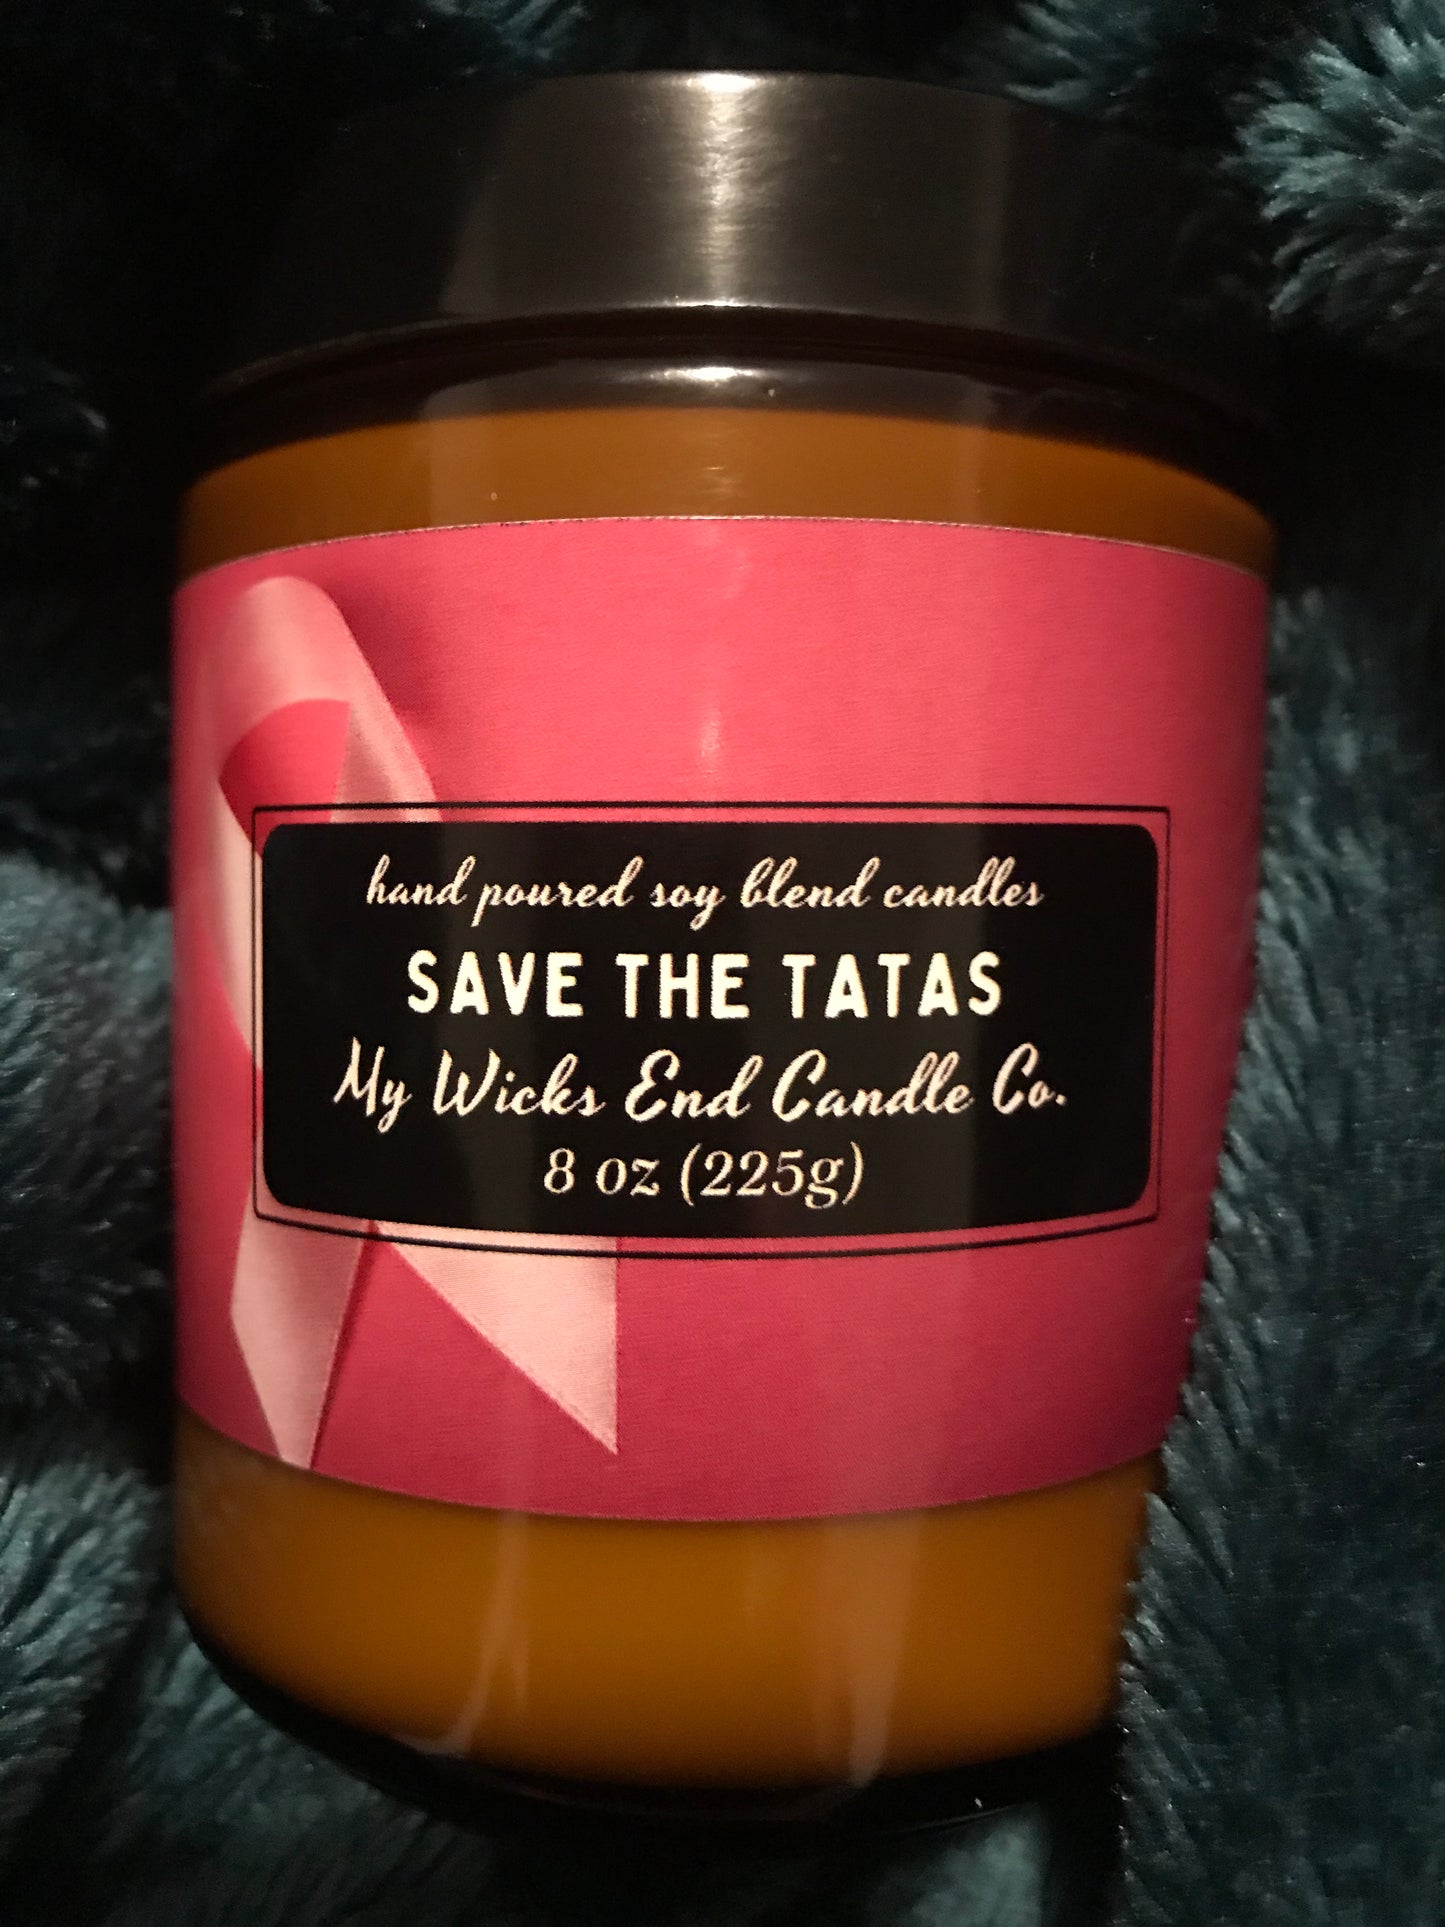 hand poured soy blend candles
SAVE THE TATAS
My Wicks End Candle Co.
8 oz (225g)